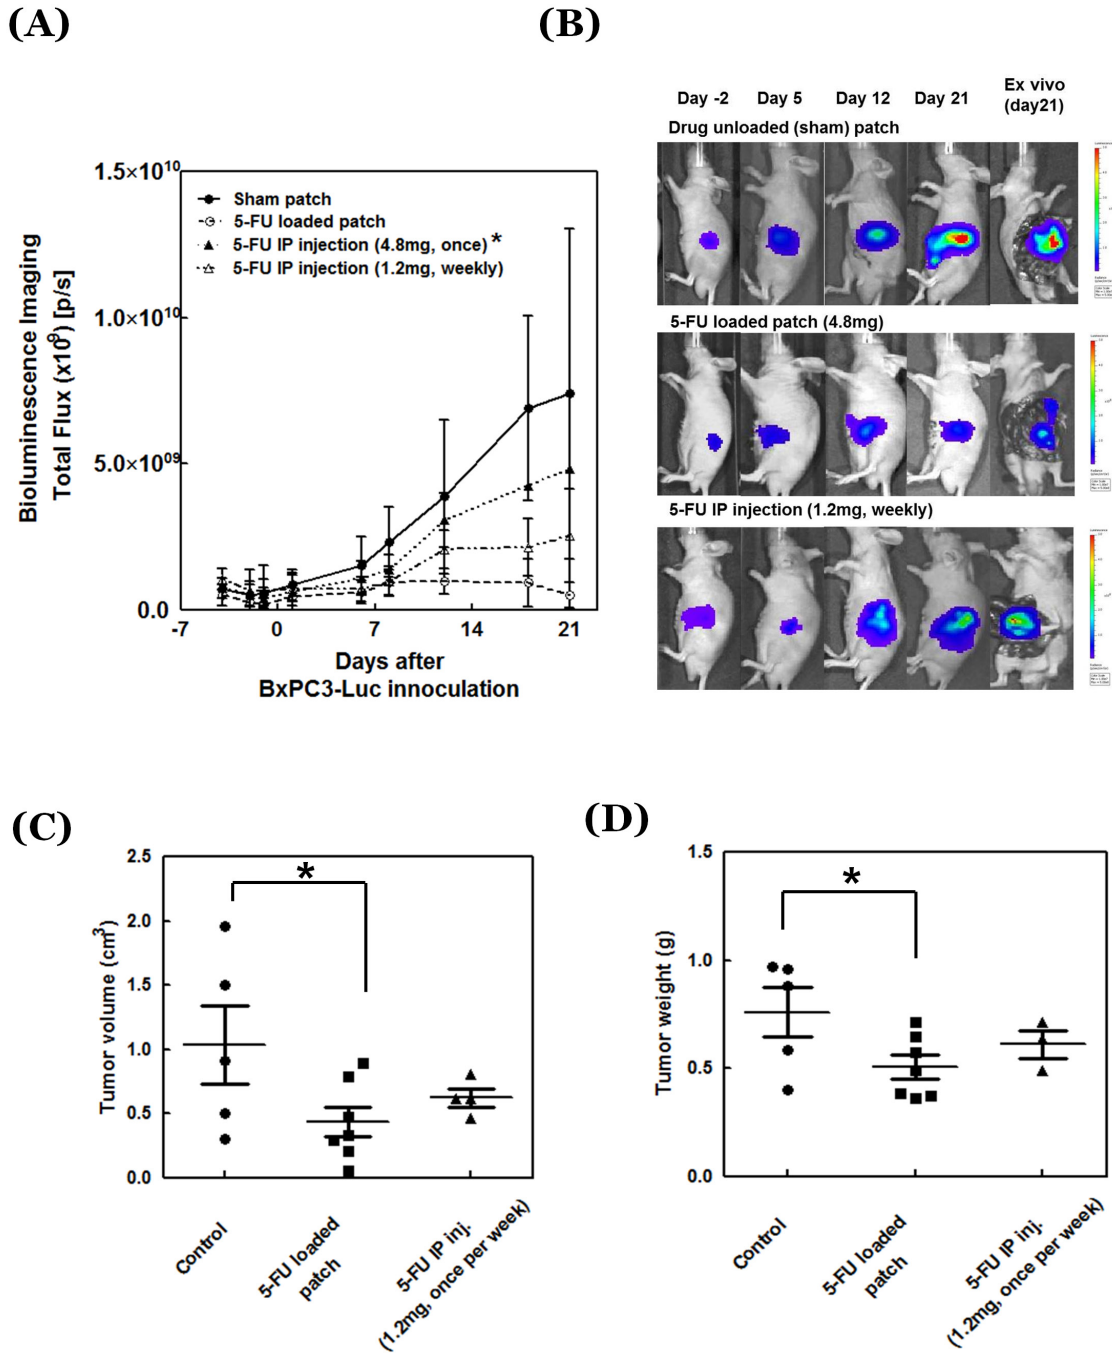 (A)
1.5×10¹⁰
1.0×10¹⁰
5.0×10⁰⁹
0.0
Bioluminescence Imaging
Total Flux (x10⁹) [p/s]
Sham patch
5-FU loaded patch
5-FU IP injection (4.8mg, once) *
5-FU IP injection (1.2mg, weekly)
-7 0 7 14 21
Days after
BxPC3-Luc innoculation
(B)
Day -2 Day 5 Day 12 Day 21 Ex vivo
(day21)
Drug unloaded (sham) patch
5-FU loaded patch (4.8mg)
5-FU IP injection (1.2mg, weekly)
(C)
2.5
2.0
1.5
1.0
0.5
0.0
Tumor volume (cm³)
*
Control
5-FU loaded
patch
5-FU IP inj.
(1.2mg, once per week)
(D)
1.5
1.0
0.5
0.0
Tumor weight (g)
*
Control
5-FU loaded
patch
5-FU IP inj.
(1.2mg, once per week)